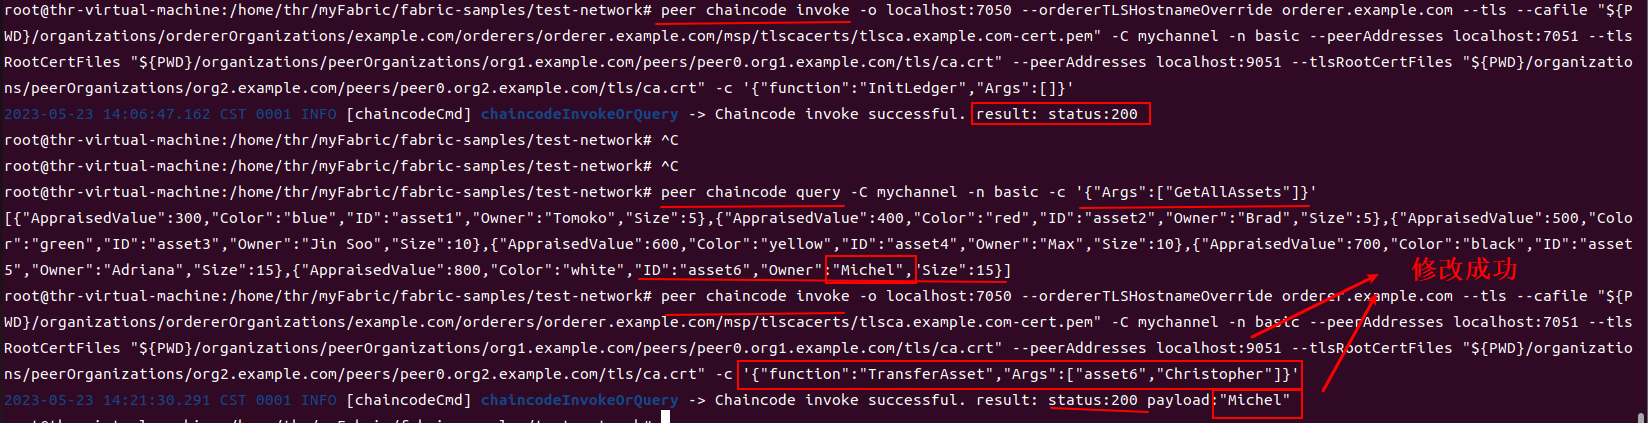 root@thr-virtual-machine:/home/thr/myFabric/fabric-samples/test-network# peer chaincode invoke -o localhost:7050 --ordererTLSHostnameOverride orderer.example.com --tls --cafile "${P
WD}/organizations/ordererOrganizations/example.com/orderers/orderer.example.com/msp/tlscacerts/tlsca.example.com-cert.pem" -C mychannel -n basic --peerAddresses localhost:7051 --tls
RootCertFiles "${PWD}/organizations/peerOrganizations/org1.example.com/peers/peer0.org1.example.com/tls/ca.crt" --peerAddresses localhost:9051 --tlsRootCertFiles "${PWD}/organizatio
ns/peerOrganizations/org2.example.com/peers/peer0.org2.example.com/tls/ca.crt" -c '{"function":"InitLedger","Args":[]}'
2023-05-23 14:06:47.162 CST 0001 INFO [chaincodeCmd] chaincodeInvokeOrQuery -> Chaincode invoke successful. result: status:200
root@thr-virtual-machine:/home/thr/myFabric/fabric-samples/test-network# ^C
root@thr-virtual-machine:/home/thr/myFabric/fabric-samples/test-network# ^C
root@thr-virtual-machine:/home/thr/myFabric/fabric-samples/test-network# peer chaincode query -C mychannel -n basic -c '{"Args":["GetAllAssets"]}'
[{"AppraisedValue":300,"Color":"blue","ID":"asset1","Owner":"Tomoko","Size":5},{"AppraisedValue":400,"Color":"red","ID":"asset2","Owner":"Brad","Size":5},{"AppraisedValue":500,"Colo
r":"green","ID":"asset3","Owner":"Jin Soo","Size":10},{"AppraisedValue":600,"Color":"yellow","ID":"asset4","Owner":"Max","Size":10},{"AppraisedValue":700,"Color":"black","ID":"asset
5","Owner":"Adriana","Size":15},{"AppraisedValue":800,"Color":"white","ID":"asset6","Owner":"Michel","Size":15}]
修改成功
root@thr-virtual-machine:/home/thr/myFabric/fabric-samples/test-network# peer chaincode invoke -o localhost:7050 --ordererTLSHostnameOverride orderer.example.com --tls --cafile "${P
WD}/organizations/ordererOrganizations/example.com/orderers/orderer.example.com/msp/tlscacerts/tlsca.example.com-cert.pem" -C mychannel -n basic --peerAddresses localhost:7051 --tls
RootCertFiles "${PWD}/organizations/peerOrganizations/org1.example.com/peers/peer0.org1.example.com/tls/ca.crt" --peerAddresses localhost:9051 --tlsRootCertFiles "${PWD}/organizatio
ns/peerOrganizations/org2.example.com/peers/peer0.org2.example.com/tls/ca.crt" -c '{"function":"TransferAsset","Args":["asset6","Christopher"]}'
2023-05-23 14:21:30.291 CST 0001 INFO [chaincodeCmd] chaincodeInvokeOrQuery -> Chaincode invoke successful. result: status:200 payload:"Michel"